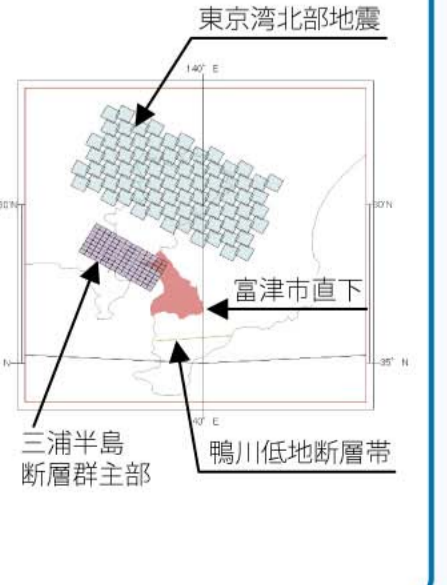 東京湾北部地震
140° E
30'N
30'N
富津市直下
N
35° N
40° E
三浦半島
断層群主部
鴨川低地断層帯